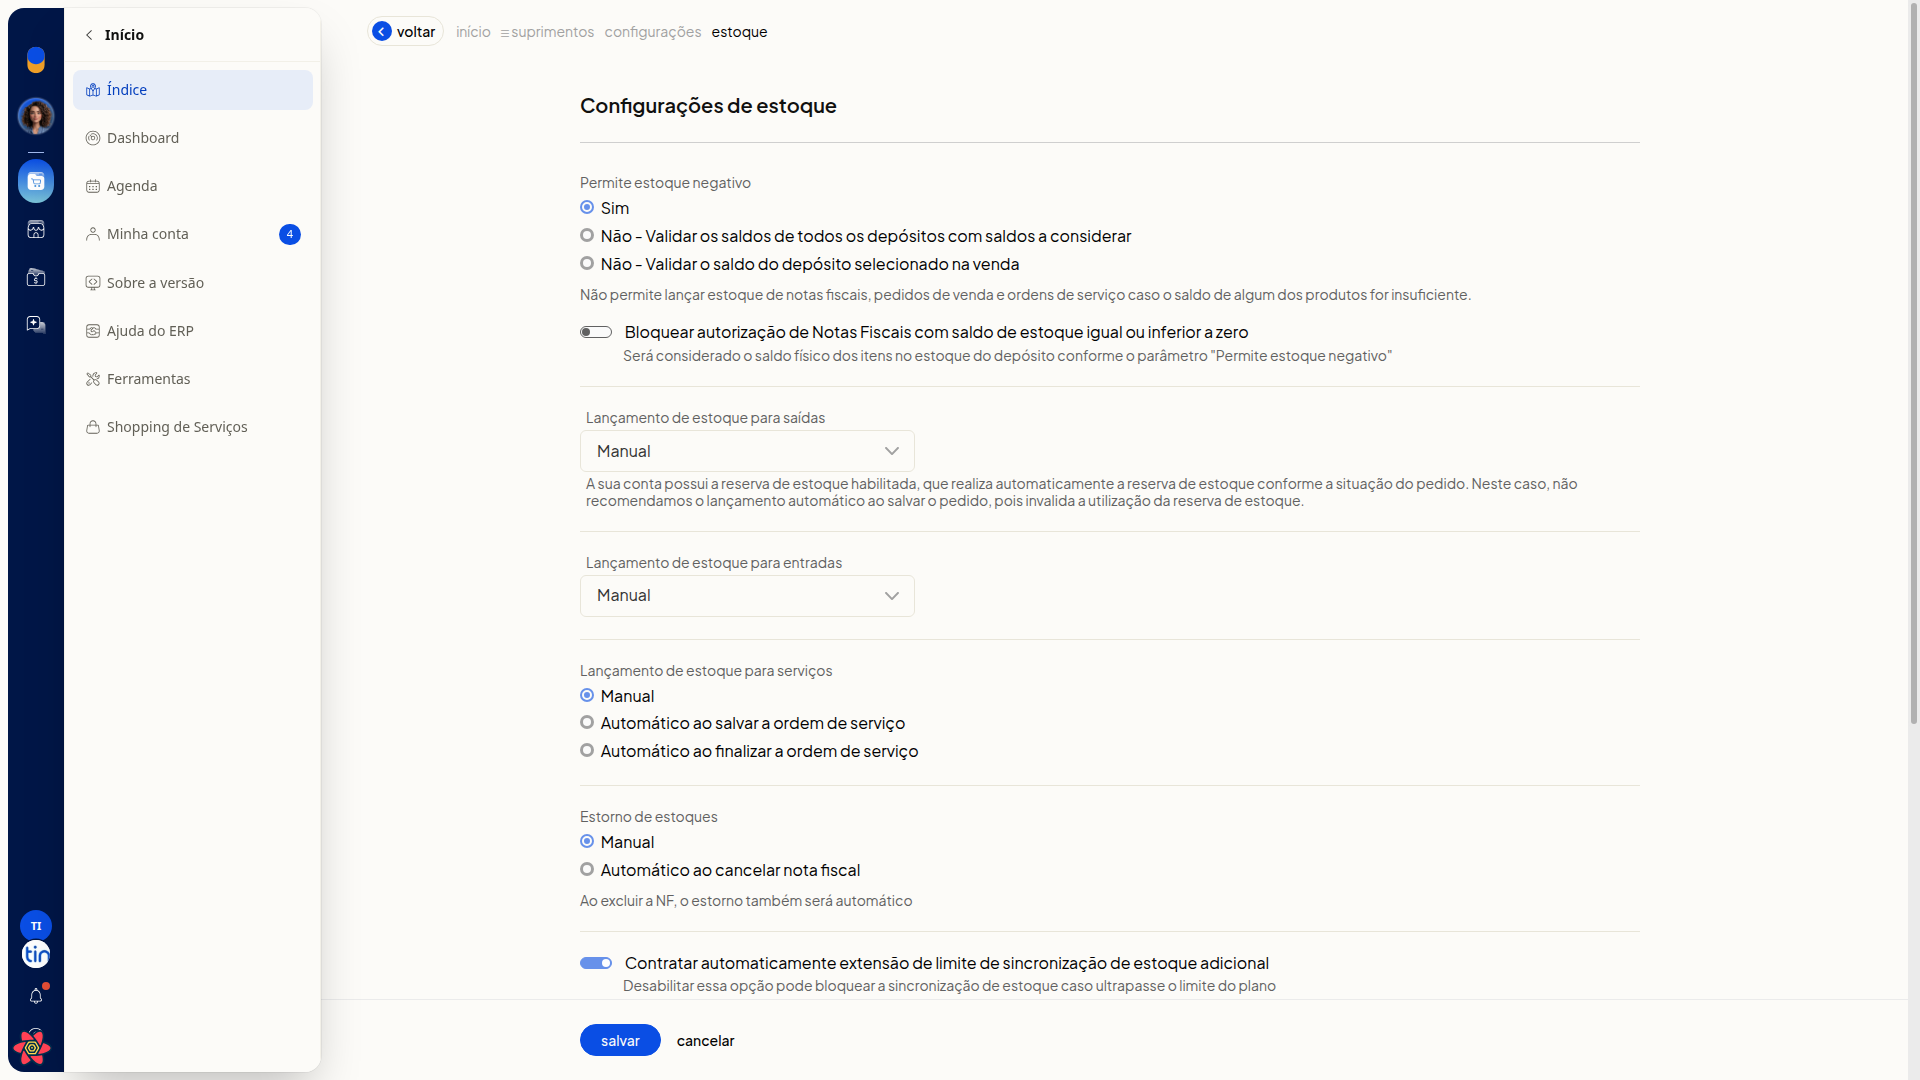 Início
Índice
Dashboard
Agenda
Minha conta
4
Sobre a versão
Ajuda do ERP
Ferramentas
Shopping de Serviços
TI
tin
voltar
início
suprimentos
configurações
estoque
Configurações de estoque
Permite estoque negativo
Sim
Não - Validar os saldos de todos os depósitos com saldos a considerar
Não - Validar o saldo do depósito selecionado na venda
Não permite lançar estoque de notas fiscais, pedidos de venda e ordens de serviço caso o saldo de algum dos produtos for insuficiente.
Bloquear autorização de Notas Fiscais com saldo de estoque igual ou inferior a zero
Será considerado o saldo físico dos itens no estoque do depósito conforme o parâmetro "Permite estoque negativo"
Lançamento de estoque para saídas
Manual
A sua conta possui a reserva de estoque habilitada, que realiza automaticamente a reserva de estoque conforme a situação do pedido. Neste caso, não
recomendamos o lançamento automático ao salvar o pedido, pois invalida a utilização da reserva de estoque.
Lançamento de estoque para entradas
Manual
Lançamento de estoque para serviços
Manual
Automático ao salvar a ordem de serviço
Automático ao finalizar a ordem de serviço
Estorno de estoques
Manual
Automático ao cancelar nota fiscal
Ao excluir a NF, o estorno também será automático
Contratar automaticamente extensão de limite de sincronização de estoque adicional
Desabilitar essa opção pode bloquear a sincronização de estoque caso ultrapasse o limite do plano
salvar
cancelar